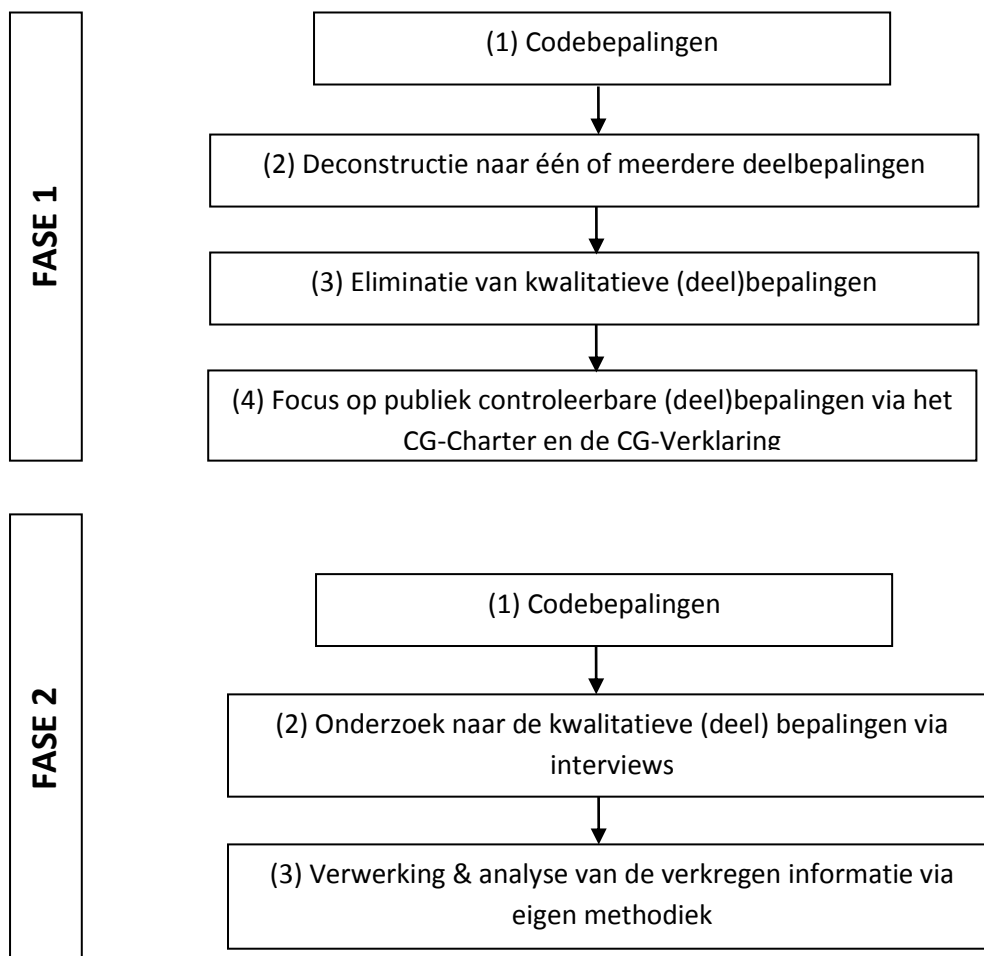 FASE 1
(1) Codebepalingen
(2) Deconstructie naar één of meerdere deelbepalingen
(3) Eliminatie van kwalitatieve (deel)bepalingen
(4) Focus op publiek controleerbare (deel)bepalingen via het
CG-Charter en de CG-Verklaring
FASE 2
(1) Codebepalingen
(2) Onderzoek naar de kwalitatieve (deel) bepalingen via
interviews
(3) Verwerking & analyse van de verkregen informatie via
eigen methodiek